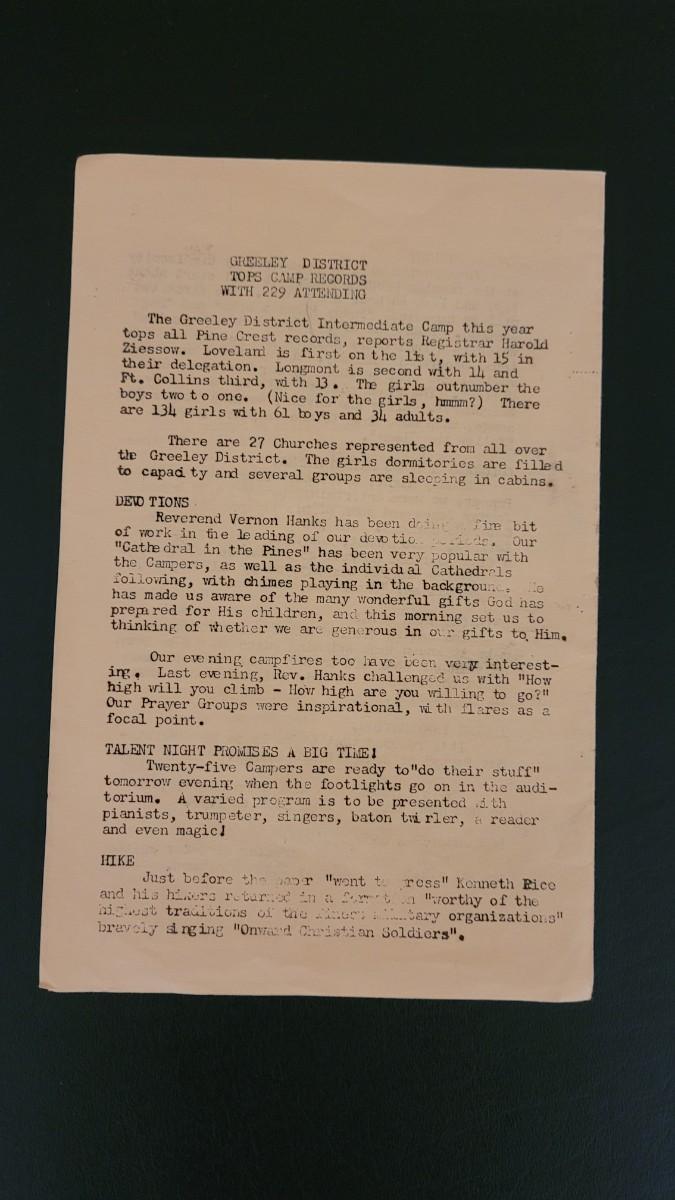 GREELEY DISTRICT
TOPS CAMP RECORDS
WITH 229 ATTENDING
The Greeley District Intermediate Camp this year
tops all Pine Crest records, reports Registrar Harold
Ziessow. Loveland is first on the list, with 15 in
their delegation. Longmont is second with 14 and
Ft. Collins third, with 13. The girls outnumber the
boys two to one. (Nice for the girls, hmmm?) There
are 134 girls with 61 boys and 34 adults.
There are 27 Churches represented from all over
the Greeley District. The girls dormitories are filled
to capacity and several groups are sleeping in cabins.
DEVOTIONS
Reverend Vernon Hanks has been doing fine bit
of work in the leading of our devotion periods. Our
"Cathedral in the Pines" has been very popular with
the Campers, as well as the individual Cathedrals
following, with chimes playing in the background. He
has made us aware of the many wonderful gifts God has
prepared for His children, and this morning set us to
thinking of whether we are generous in our gifts to Him.
Our evening campfires too have been very interest-
ing. Last evening, Rev. Hanks challenged us with "How
high will you climb - How high are you willing to go?"
Our Prayer Groups were inspirational, with flares as a
focal point.
TALENT NIGHT PROMISES A BIG TIME!
Twenty-five Campers are ready to"do their stuff"
tomorrow evening when the footlights go on in the audi-
torium. A varied program is to be presented with
pianists, trumpeter, singers, baton twirler, a reader
and even magic!
HIKE
Just before the paper "went to press" Kenneth Rice
and his hikers returned in a formation "worthy of the
highest traditions of the finest military organizations"
bravely singing "Onward Christian Soldiers".